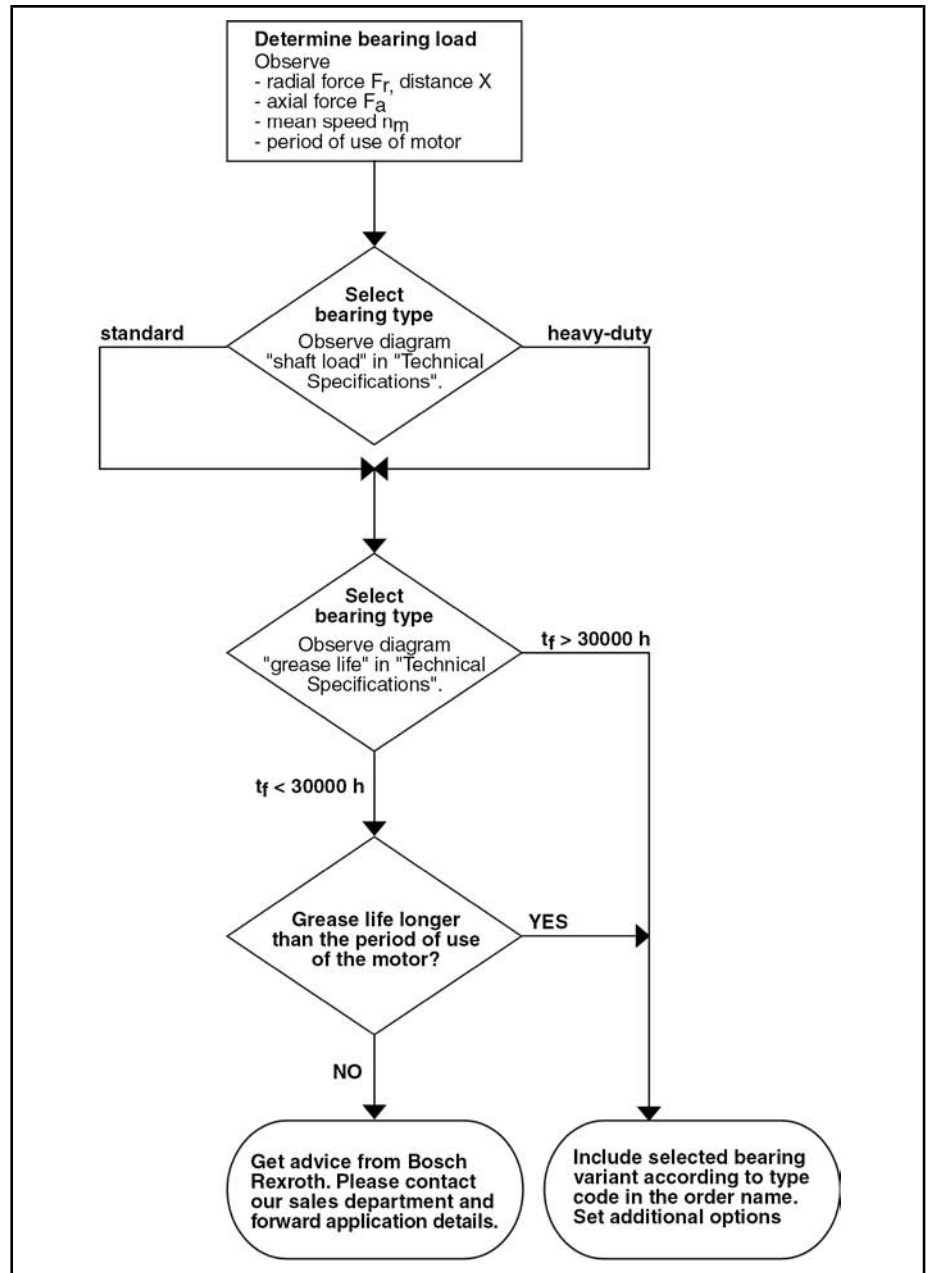 Determine bearing load
Observe
- radial force Fr, distance X
- axial force Fa
- mean speed nm
- period of use of motor
Select
bearing type
Observe diagram
"shaft load" in "Technical
Specifications".
standard
heavy-duty
Select
bearing type
Observe diagram
"grease life" in "Technical
Specifications".
tf > 30000 h
tf < 30000 h
Grease life longer
than the period of use
of the motor?
YES
NO
Get advice from Bosch
Rexroth. Please contact
our sales department and
forward application details.
Include selected bearing
variant according to type
code in the order name.
Set additional options